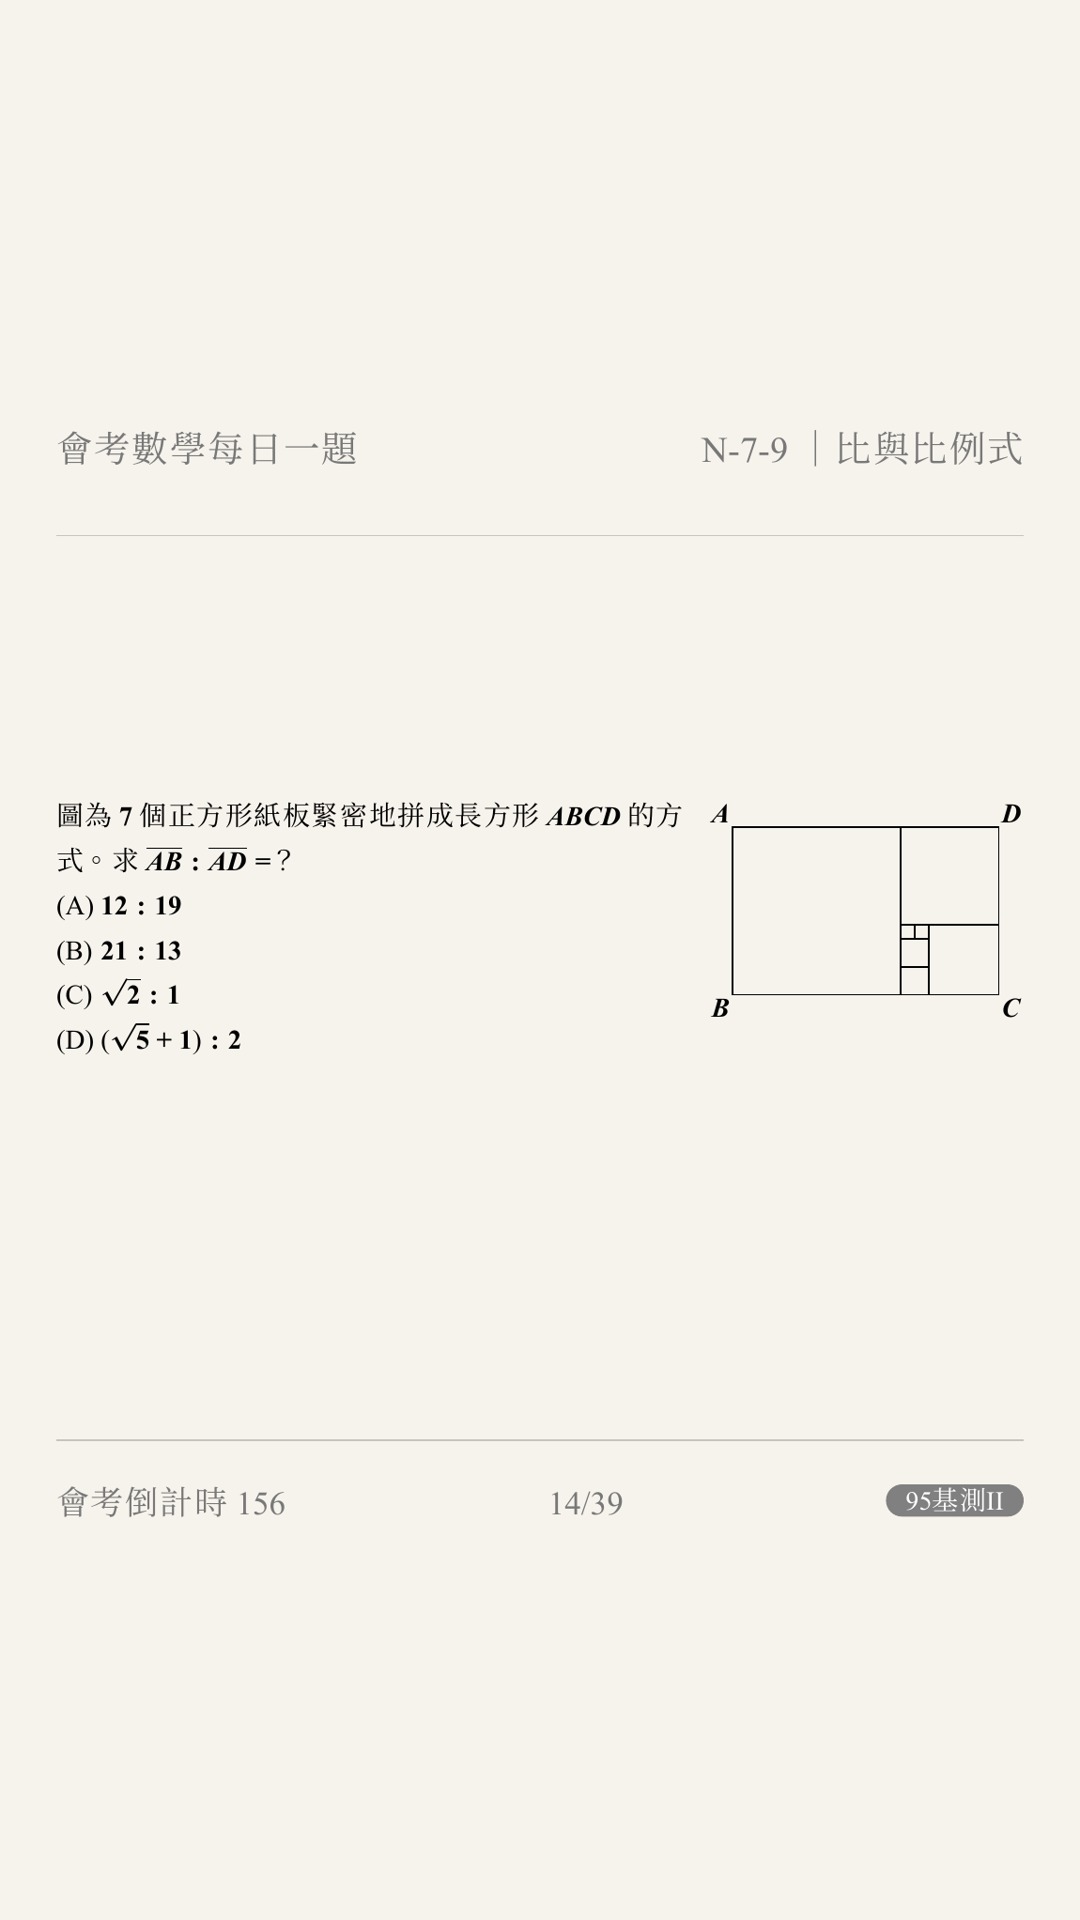 會考數學每日一題
N-7-9｜比與比例式
圖為 7 個正方形紙板緊密地拼成長方形 ABCD 的方
式。求 AB : AD = ?
(A) 12 : 19
(B) 21 : 13
(C) √2 : 1
(D) (√5 + 1) : 2
A
D
B
C
會考倒計時 156
14/39
95基測II